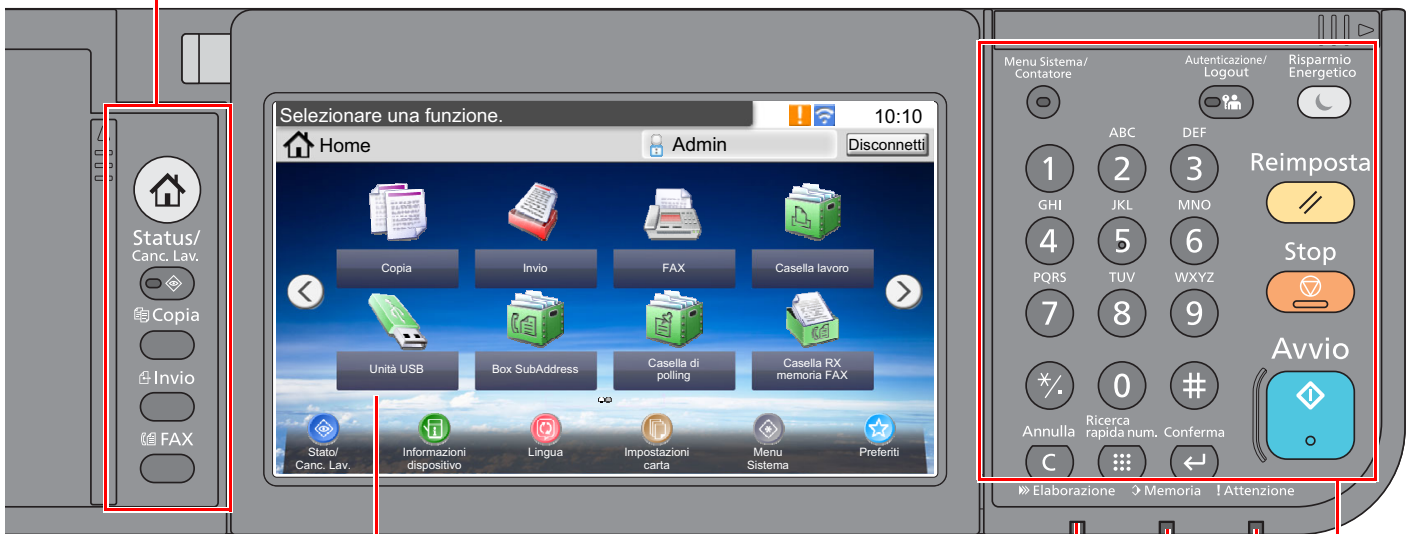 Status/
Canc. Lav.
Copia
Invio
FAX
Selezionare una funzione.
! 10:10
Home
Admin
Disconnetti
Copia
Invio
FAX
Casella lavoro
Unità USB
Box SubAddress
Casella di
polling
Casella RX
memoria FAX
Stato/
Canc. Lav.
Informazioni
dispositivo
Lingua
Impostazioni
carta
Menu
Sistema
Preferiti
Menu Sistema/
Contatore
Autenticazione/
Logout
Risparmio
Energetico
ABC DEF
1 2 3
GHI JKL MNO
4 5 6
PQRS TUV WXYZ
7 8 9
*/. 0 #
Annulla
Ricerca
rapida num.
Conferma
C
Elaborazione Memoria ! Attenzione
Reimposta
Stop
Avvio